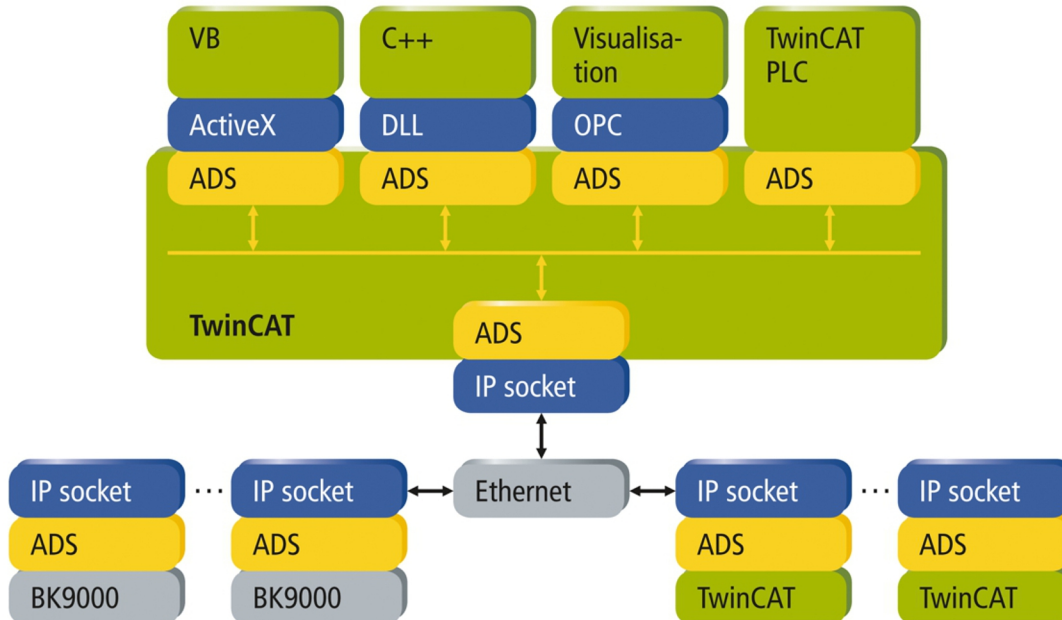 VB
C++
Visualisa-
tion
TwinCAT
PLC
ActiveX
DLL
OPC
ADS
ADS
ADS
ADS
TwinCAT
ADS
IP socket
IP socket
...
IP socket
Ethernet
IP socket
...
IP socket
ADS
ADS
ADS
ADS
BK9000
BK9000
TwinCAT
TwinCAT